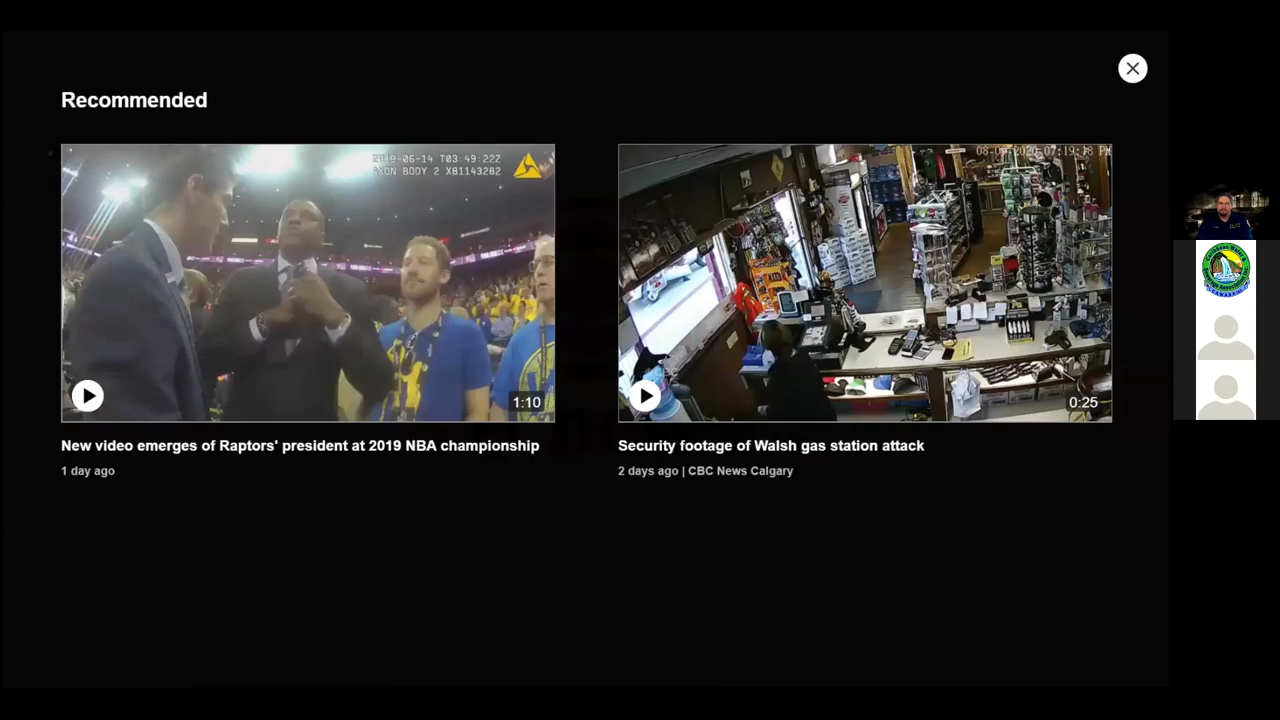 Recommended
2019-06-14 T03:49:22Z
AXON BODY 2 X81143282
1:10
0:25
New video emerges of Raptors' president at 2019 NBA championship
Security footage of Walsh gas station attack
1 day ago
2 days ago | CBC News Calgary